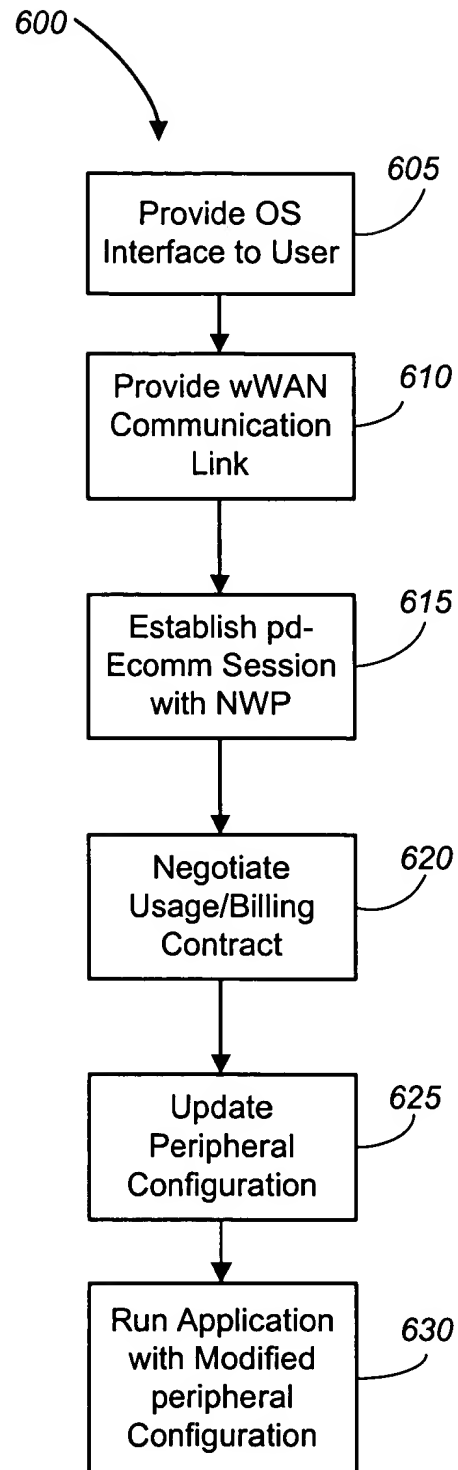 600
605
Provide OS
Interface to User
610
Provide wWAN
Communication
Link
615
Establish pd-
Ecomm Session
with NWP
620
Negotiate
Usage/Billing
Contract
625
Update
Peripheral
Configuration
630
Run Application
with Modified
peripheral
Configuration